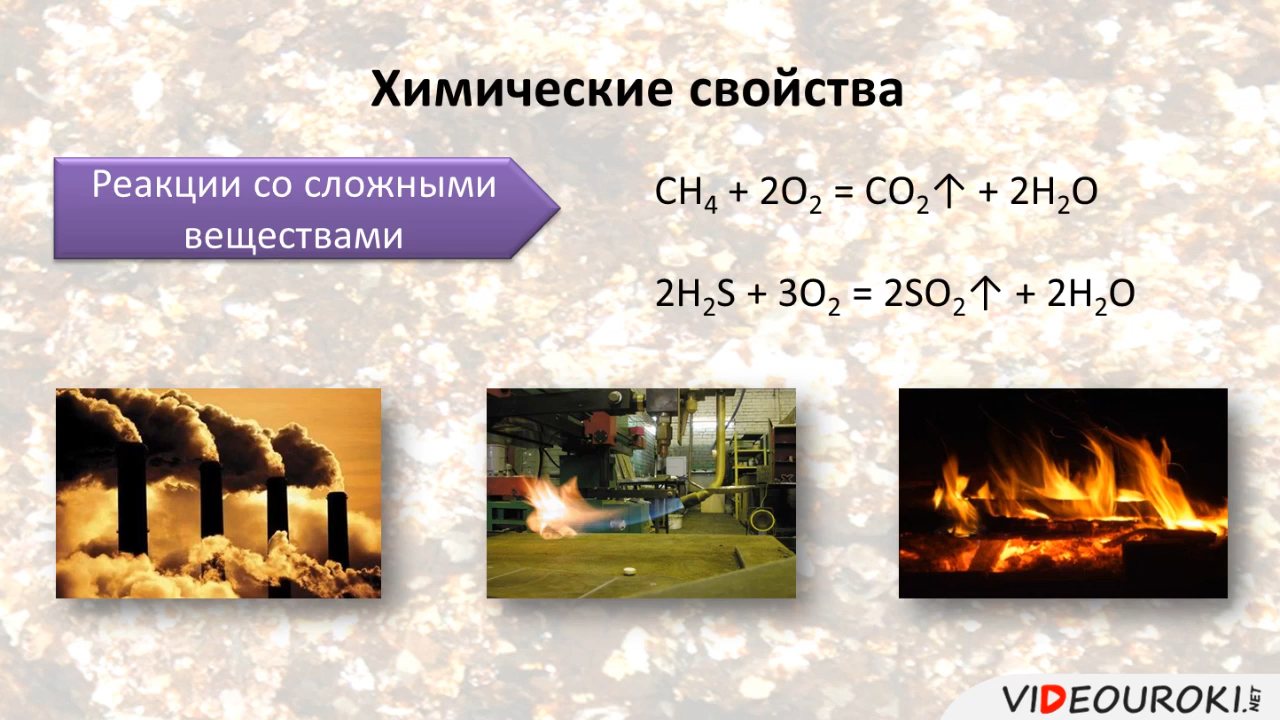 Химические свойства
Реакции со сложными
веществами
CH₄ + 2O₂ = CO₂↑ + 2H₂O
2H₂S + 3O₂ = 2SO₂↑ + 2H₂O
VIDEOUROKI.NET